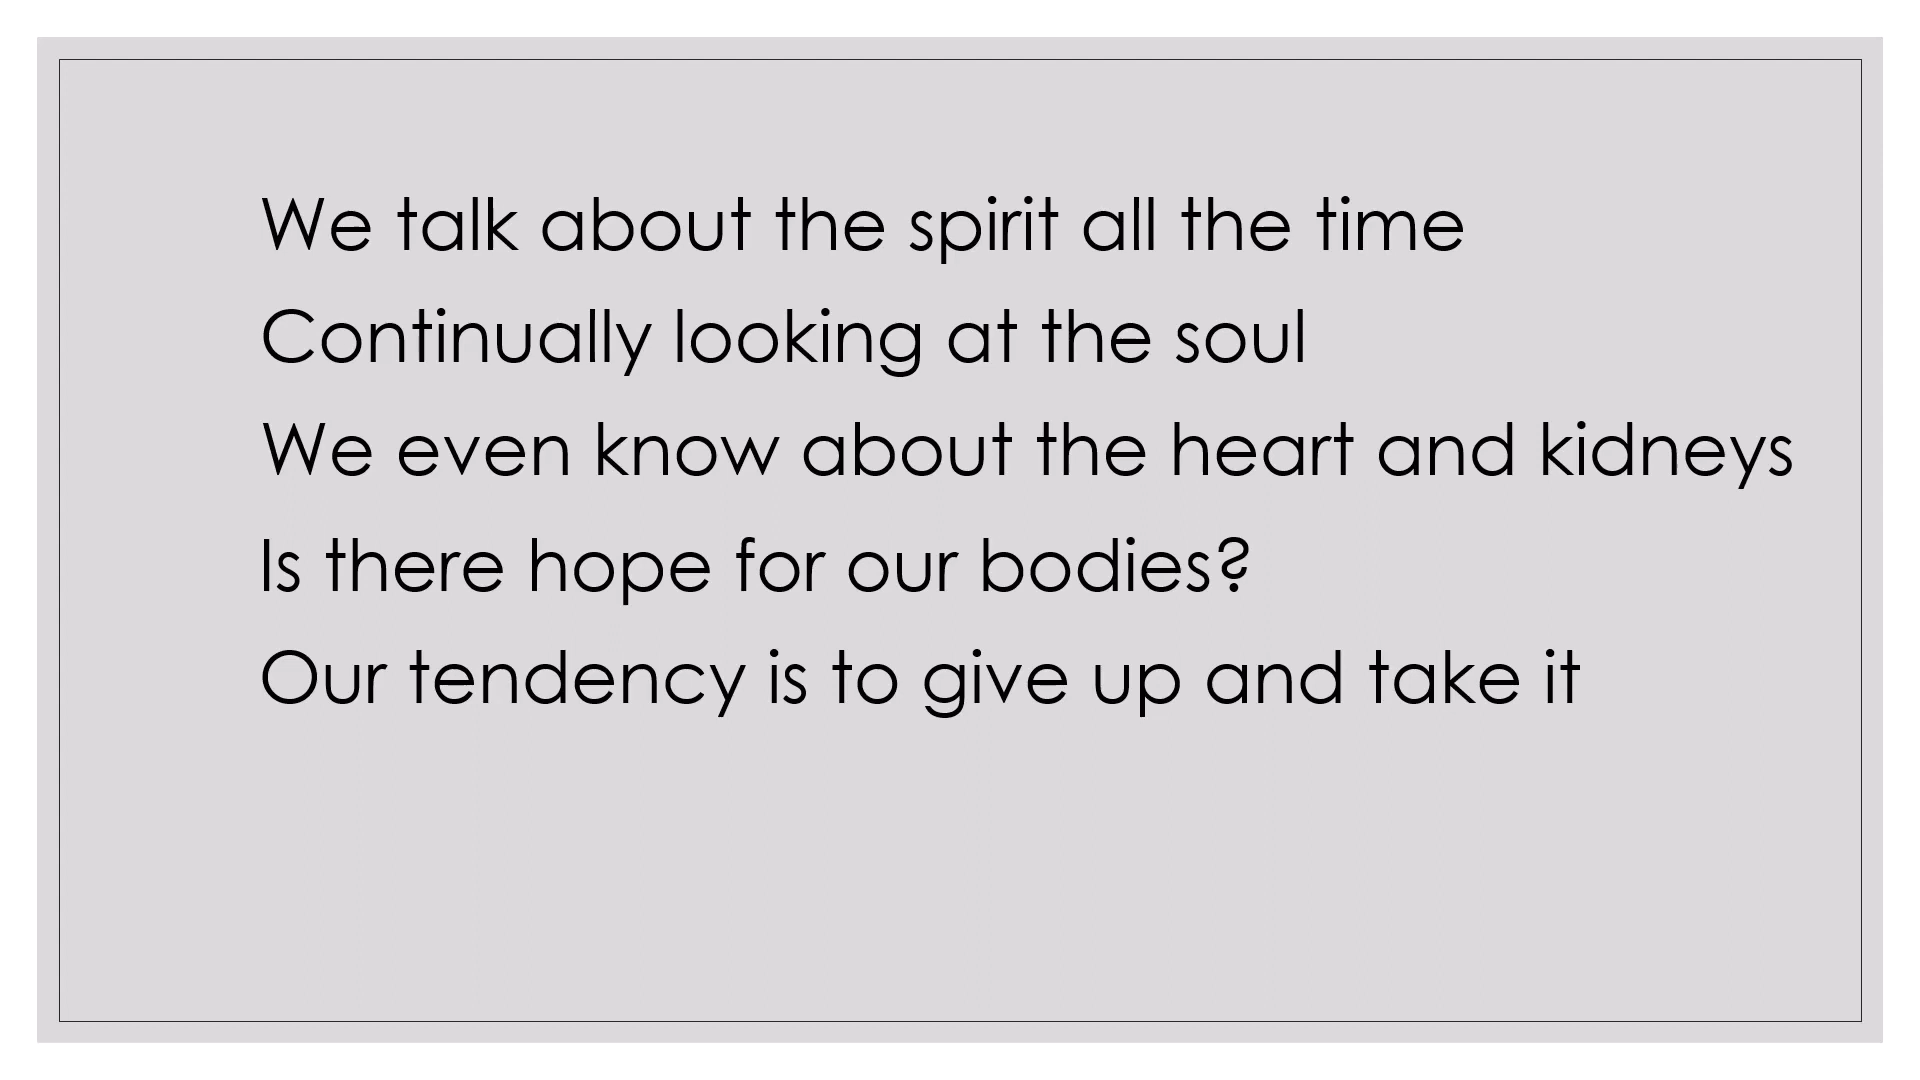 We talk about the spirit all the time
Continually looking at the soul
We even know about the heart and kidneys
Is there hope for our bodies?
Our tendency is to give up and take it